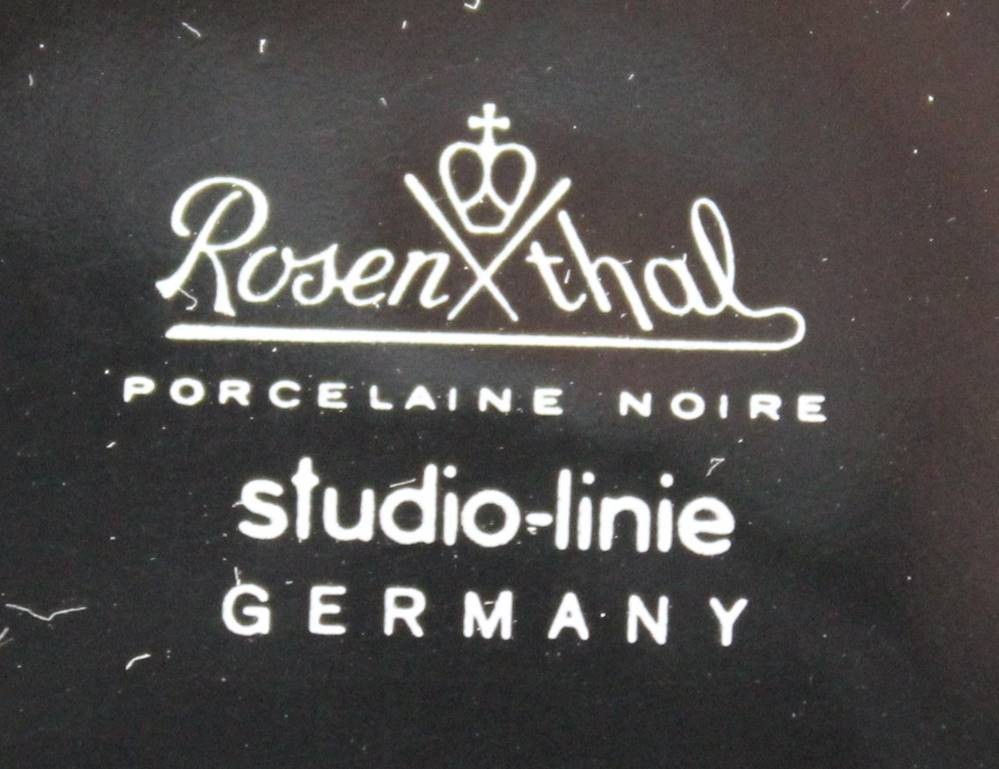 Rosenthal
PORCELAINE NOIRE
studio-linie
GERMANY